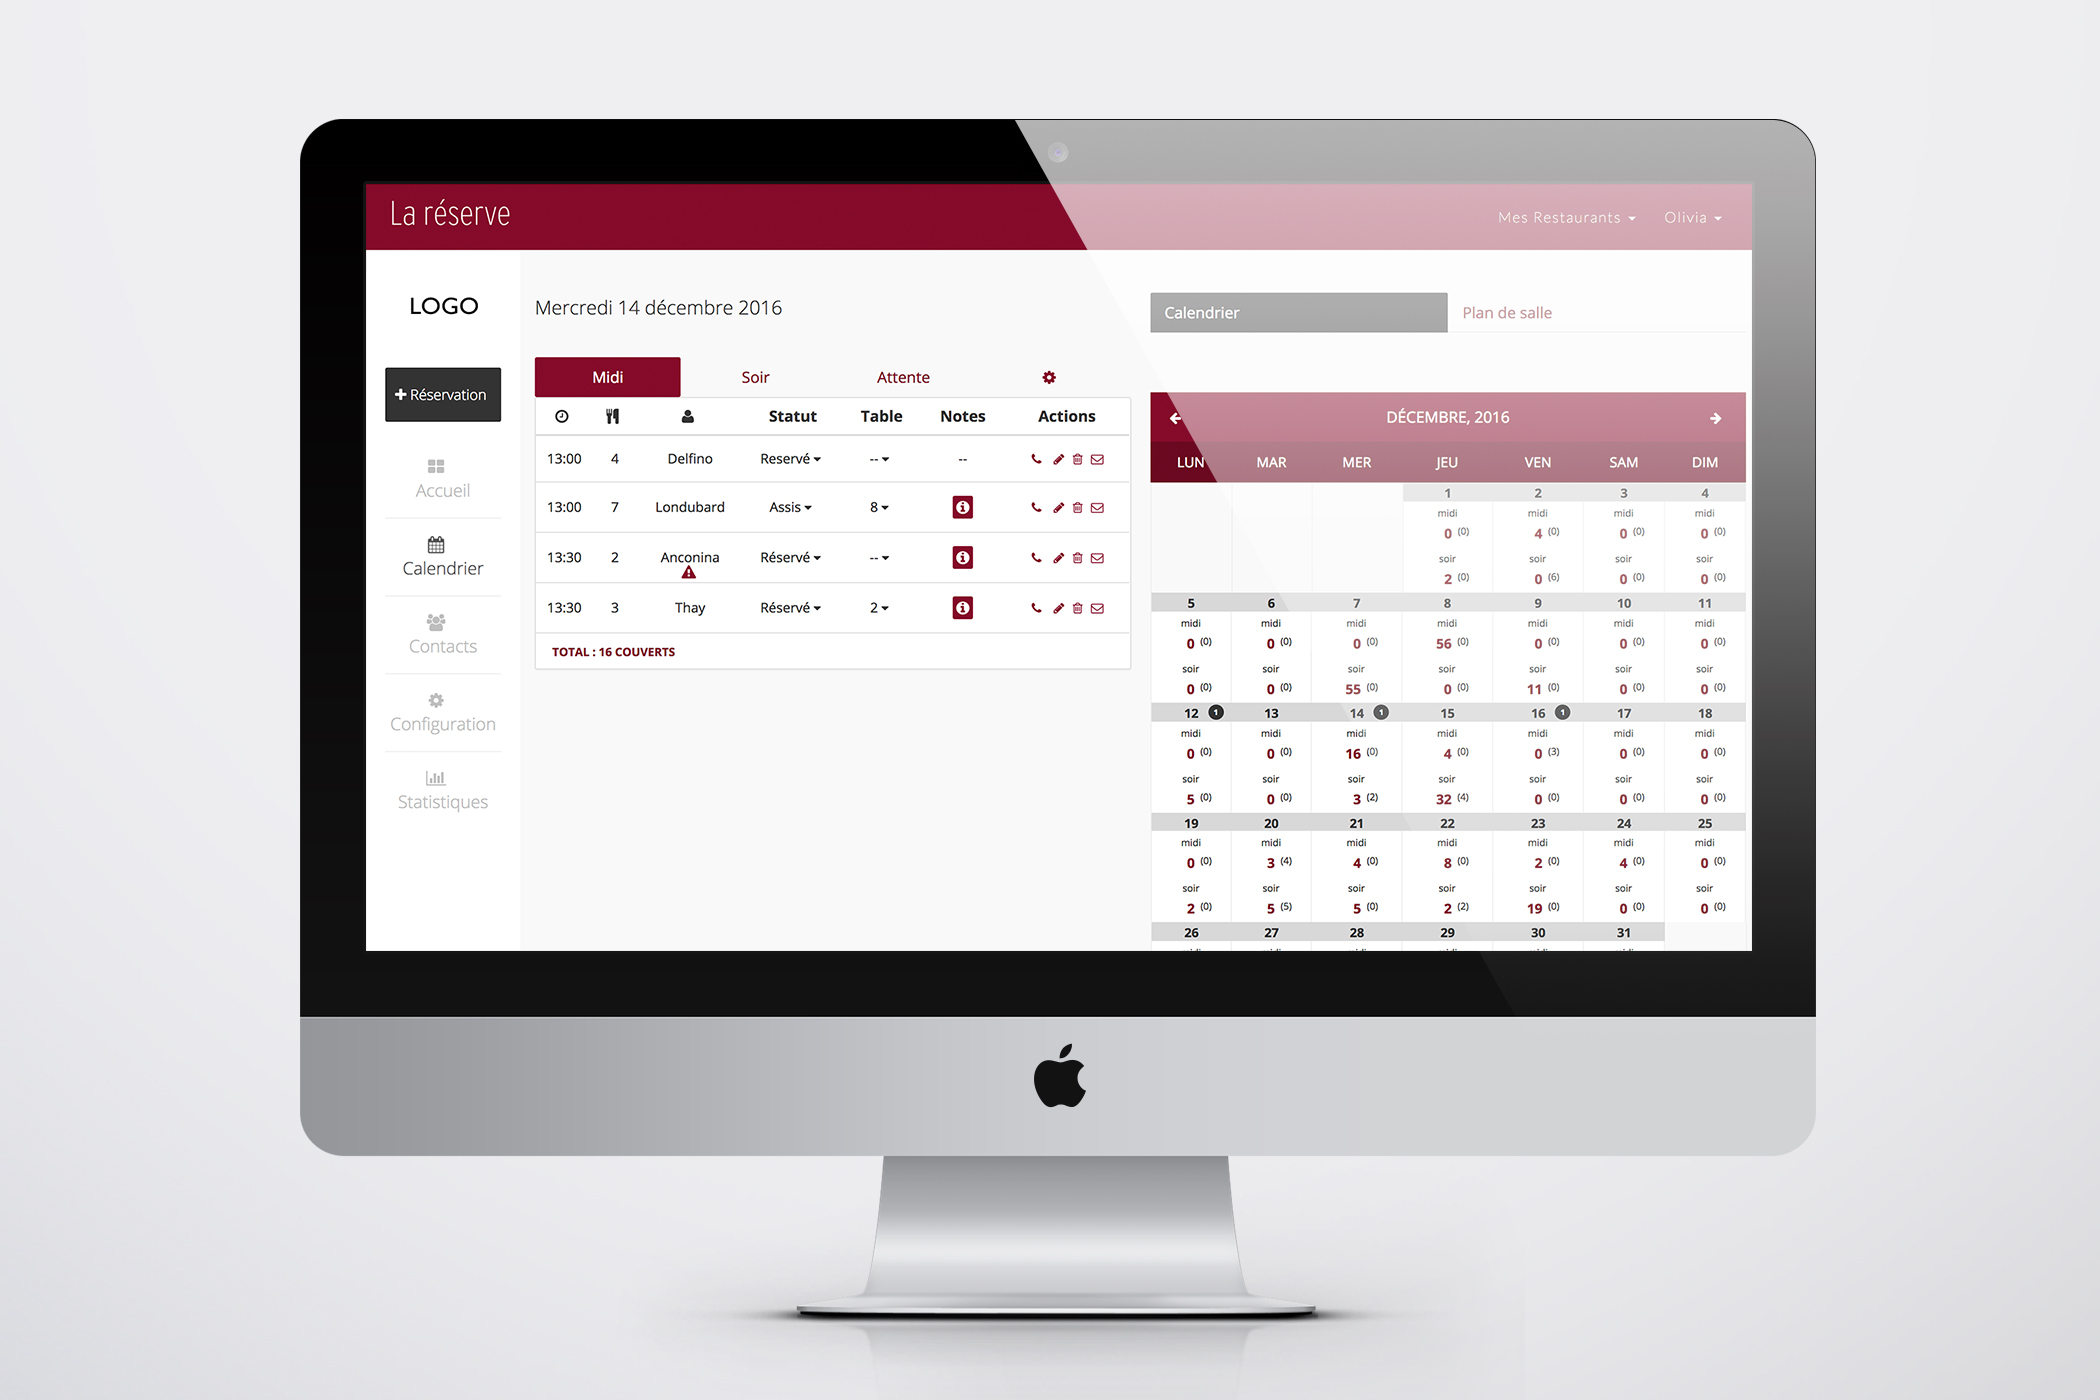 La réserve
Mes Restaurants Olivia
LOGO
+ Réservation
Accueil
Calendrier
Contacts
Configuration
Statistiques
Mercredi 14 décembre 2016
Midi Soir Attente
Statut Table Notes Actions
13:00 4 Delfino Reservé -- --
13:00 7 Londubard Assis 8
13:30 2 Anconina Réservé --
13:30 3 Thay Réservé 2
TOTAL : 16 COUVERTS
Calendrier Plan de salle
DÉCEMBRE, 2016
LUN MAR MER JEU VEN SAM DIM
1 2 3 4
midi midi midi midi
0 (0) 4 (0) 0 (0) 0 (0)
soir soir soir soir
2 (0) 0 (6) 0 (0) 0 (0)
5 6 7 8 9 10 11
midi midi midi midi midi midi midi
0 (0) 0 (0) 0 (0) 56 (0) 0 (0) 0 (0) 0 (0)
soir soir soir soir soir soir soir
0 (0) 0 (0) 55 (0) 0 (0) 11 (0) 0 (0) 0 (0)
12 1 13 14 1 15 16 1 17 18
midi midi midi midi midi midi midi
0 (0) 0 (0) 16 (0) 4 (0) 0 (3) 0 (0) 0 (0)
soir soir soir soir soir soir soir
5 (0) 0 (0) 3 (2) 32 (4) 0 (0) 0 (0) 0 (0)
19 20 21 22 23 24 25
midi midi midi midi midi midi midi
0 (0) 3 (4) 4 (0) 8 (0) 2 (0) 4 (0) 0 (0)
soir soir soir soir soir soir soir
2 (0) 5 (5) 5 (0) 2 (2) 19 (0) 0 (0) 0 (0)
26 27 28 29 30 31